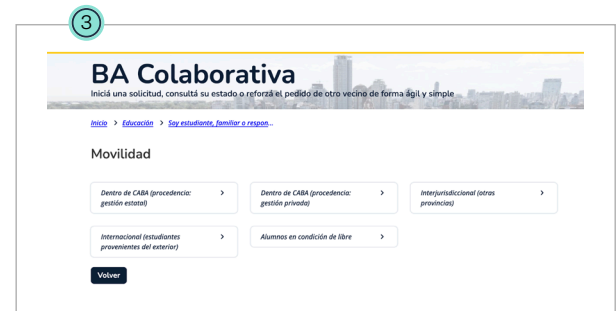 3
BA Colaborativa
Iniciá una solicitud, consultá su estado o reforzá el pedido de otro vecino de forma ágil y simple
Inicio > Educación > Soy estudiante, familiar o respon...
Movilidad
Dentro de CABA (procedencia: gestión estatal) >
Dentro de CABA (procedencia: gestión privada) >
Interjurisdiccional (otras provincias) >
Internacional (estudiantes provenientes del exterior) >
Alumnos en condición de libre >
Volver